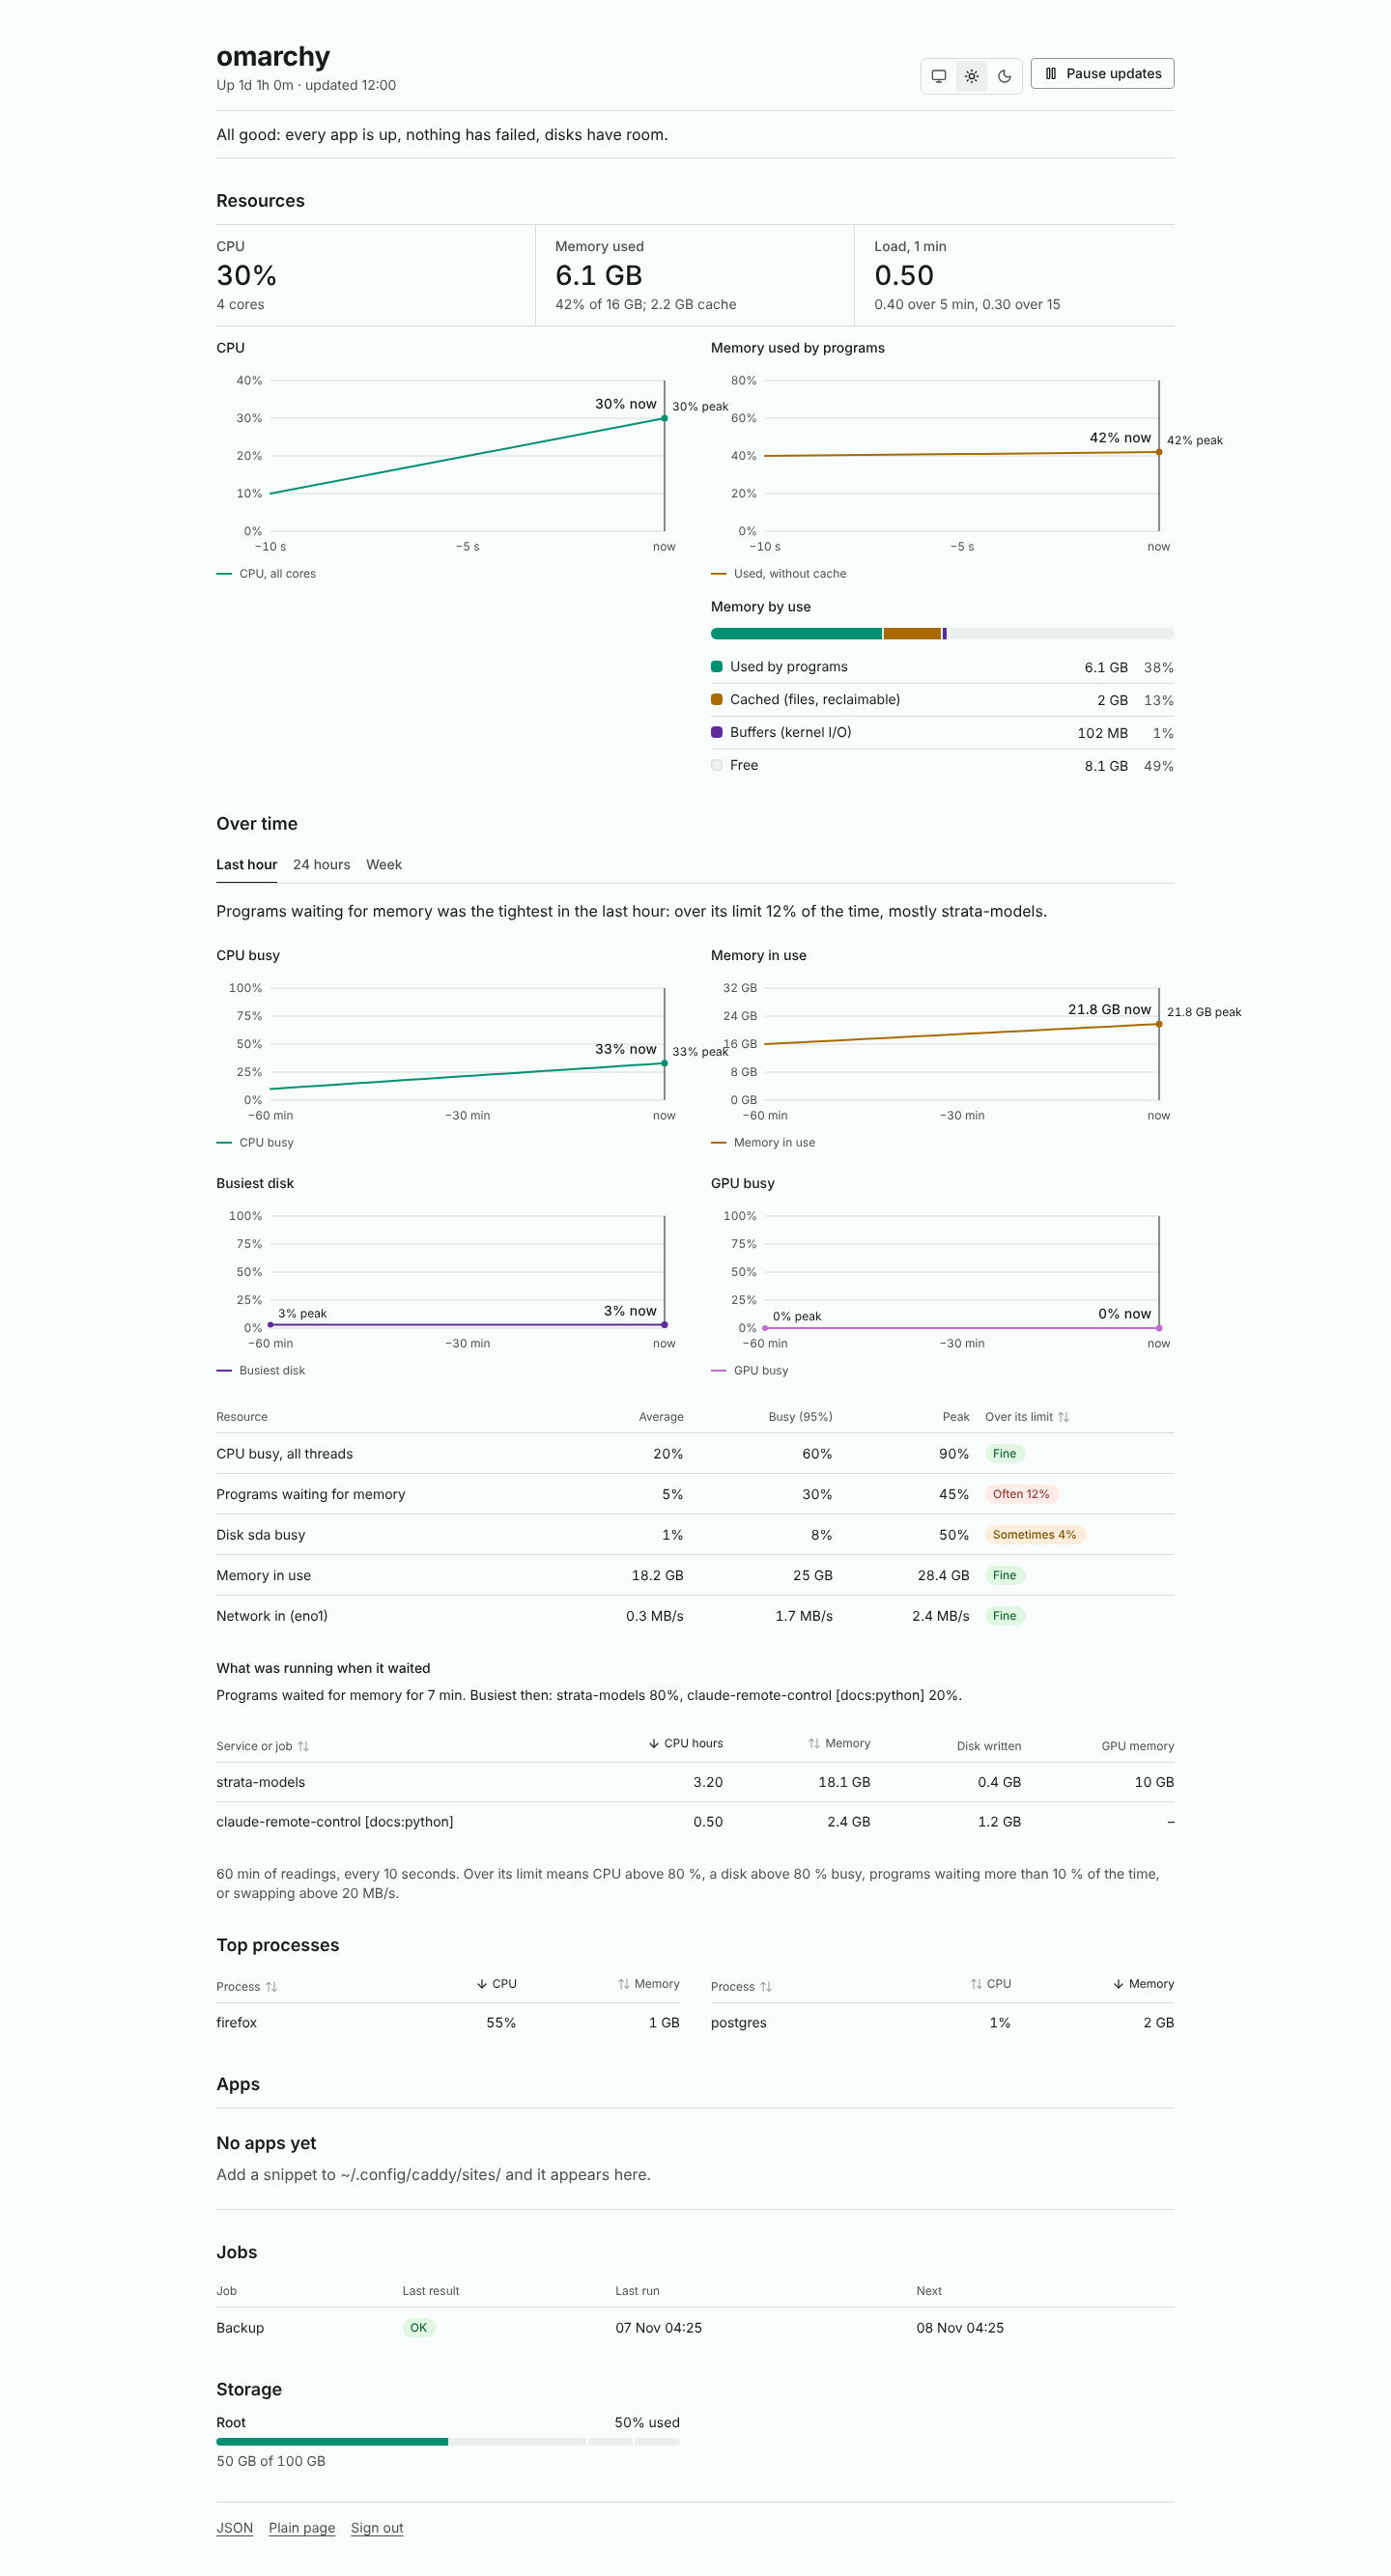 omarchy
Up 1d 1h 0m · updated 12:00
Pause updates
All good: every app is up, nothing has failed, disks have room.
Resources
CPU
30%
4 cores
Memory used
6.1 GB
42% of 16 GB; 2.2 GB cache
Load, 1 min
0.50
0.40 over 5 min, 0.30 over 15
CPU
40%
30%
20%
10%
0%
30% now
30% peak
−10 s
−5 s
now
CPU, all cores
Memory used by programs
80%
60%
40%
20%
0%
42% now
42% peak
−10 s
−5 s
now
Used, without cache
Memory by use
Used by programs 6.1 GB 38%
Cached (files, reclaimable) 2 GB 13%
Buffers (kernel I/O) 102 MB 1%
Free 8.1 GB 49%
Over time
Last hour 24 hours Week
Programs waiting for memory was the tightest in the last hour: over its limit 12% of the time, mostly strata-models.
CPU busy
100%
75%
50%
25%
0%
33% now
33% peak
−60 min
−30 min
now
CPU busy
Memory in use
32 GB
24 GB
16 GB
8 GB
0 GB
21.8 GB now
21.8 GB peak
−60 min
−30 min
now
Memory in use
Busiest disk
100%
75%
50%
25%
0%
3% peak
3% now
−60 min
−30 min
now
Busiest disk
GPU busy
100%
75%
50%
25%
0%
0% peak
0% now
−60 min
−30 min
now
GPU busy
Resource Average Busy (95%) Peak Over its limit
CPU busy, all threads 20% 60% 90% Fine
Programs waiting for memory 5% 30% 45% Often 12%
Disk sda busy 1% 8% 50% Sometimes 4%
Memory in use 18.2 GB 25 GB 28.4 GB Fine
Network in (eno1) 0.3 MB/s 1.7 MB/s 2.4 MB/s Fine
What was running when it waited
Programs waited for memory for 7 min. Busiest then: strata-models 80%, claude-remote-control [docs:python] 20%.
Service or job CPU hours Memory Disk written GPU memory
strata-models 3.20 18.1 GB 0.4 GB 10 GB
claude-remote-control [docs:python] 0.50 2.4 GB 1.2 GB –
60 min of readings, every 10 seconds. Over its limit means CPU above 80 %, a disk above 80 % busy, programs waiting more than 10 % of the time,
or swapping above 20 MB/s.
Top processes
Process CPU Memory
firefox 55% 1 GB
Process CPU Memory
postgres 1% 2 GB
Apps
No apps yet
Add a snippet to ~/.config/caddy/sites/ and it appears here.
Jobs
Job Last result Last run Next
Backup OK 07 Nov 04:25 08 Nov 04:25
Storage
Root 50% used
50 GB of 100 GB
JSON Plain page Sign out